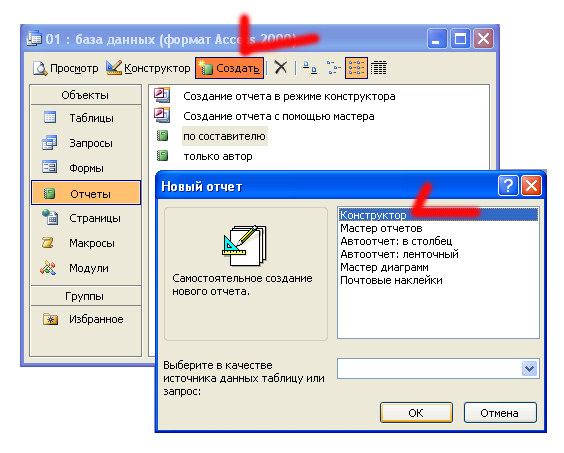 01 : база данных (формат Access 2000)
Просмотр Конструктор Создать
Объекты
Таблицы
Запросы
Формы
Отчеты
Страницы
Макросы
Модули
Группы
Избранное
Создание отчета в режиме конструктора
Создание отчета с помощью мастера
по составителю
только автор
Новый отчет
Самостоятельное создание
нового отчета.
Конструктор
Мастер отчетов
Автоотчет: в столбец
Автоотчет: ленточный
Мастер диаграмм
Почтовые наклейки
Выберите в качестве
источника данных таблицу или
запрос:
ОК Отмена